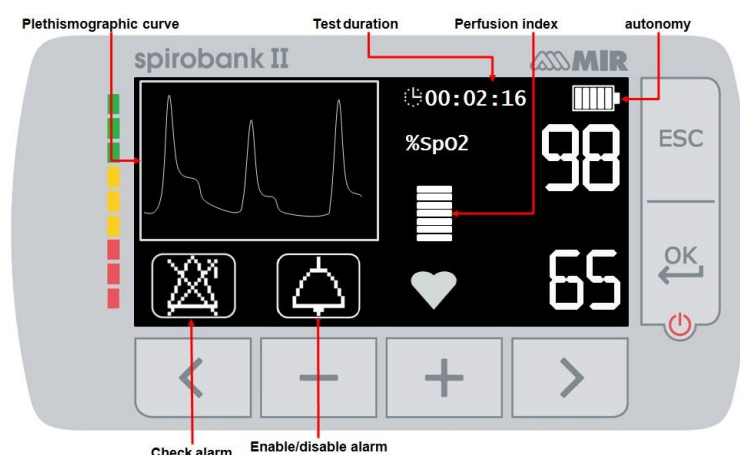 Plethismographic curve
Test duration
Perfusion index
autonomy
spirobank II
MIR
00:02:16
%Spo2
98
ESC
OK
65
Check alarm
Enable/disable alarm